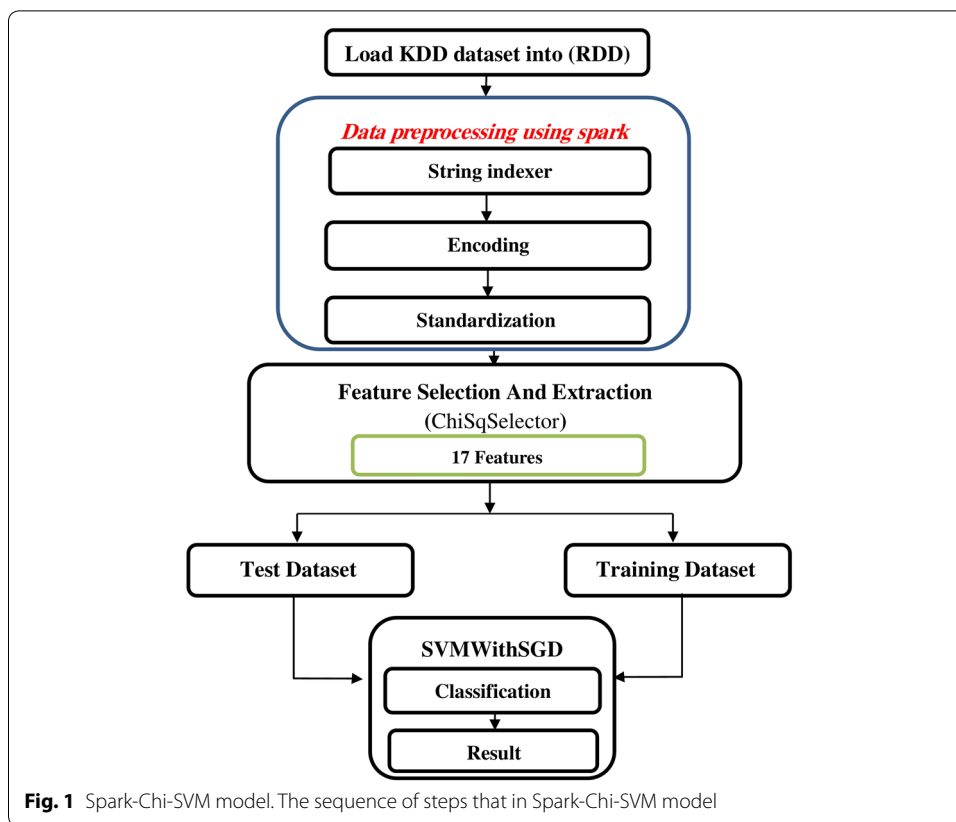 Load KDD dataset into (RDD)
Data preprocessing using spark
String indexer
Encoding
Standardization
Feature Selection And Extraction
(ChiSqSelector)
17 Features
Test Dataset
Training Dataset
SVMWithSGD
Classification
Result
Fig. 1 Spark-Chi-SVM model. The sequence of steps that in Spark-Chi-SVM model